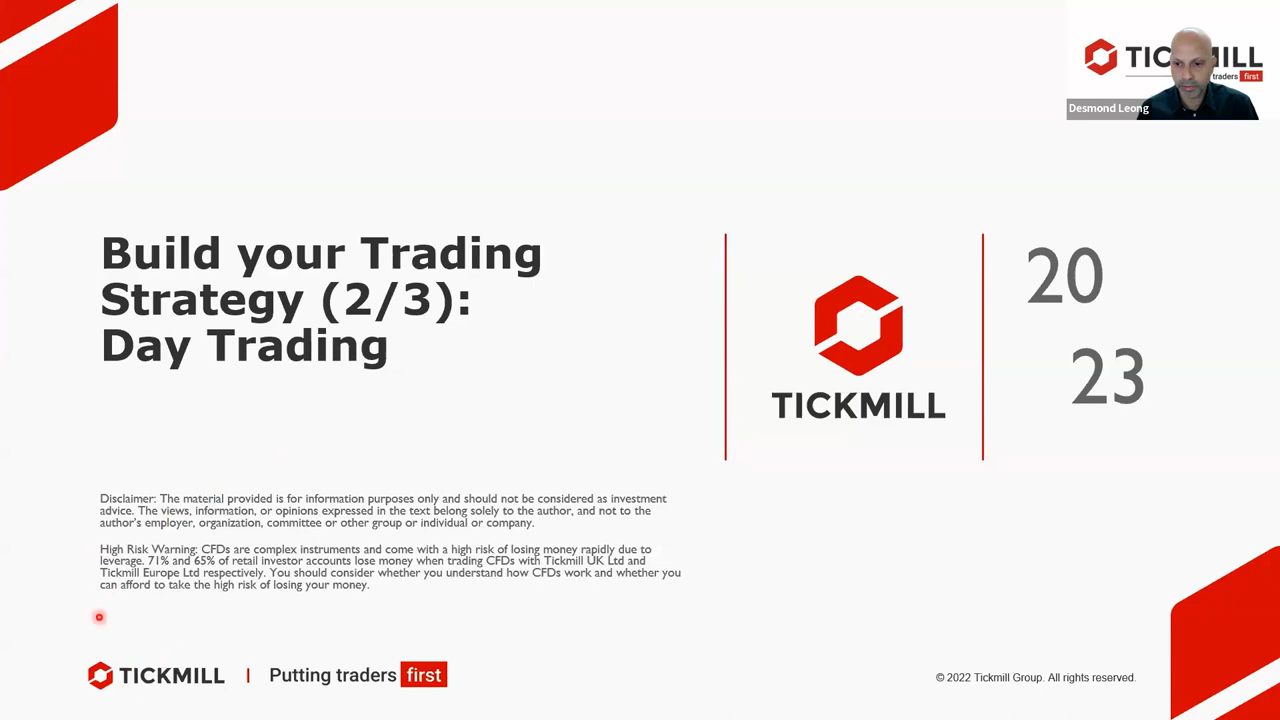 TICKMILL
traders first
Desmond Leong
Build your Trading
Strategy (2/3):
Day Trading
TICKMILL
20
23
Disclaimer: The material provided is for information purposes only and should not be considered as investment
advice. The views, information, or opinions expressed in the text belong solely to the author, and not to the
author's employer, organization, committee or other group or individual or company.
High Risk Warning: CFDs are complex instruments and come with a high risk of losing money rapidly due to
leverage. 71% and 65% of retail investor accounts lose money when trading CFDs with Tickmill UK Ltd and
Tickmill Europe Ltd respectively. You should consider whether you understand how CFDs work and whether you
can afford to take the high risk of losing your money.
TICKMILL | Putting traders first
© 2022 Tickmill Group. All rights reserved.